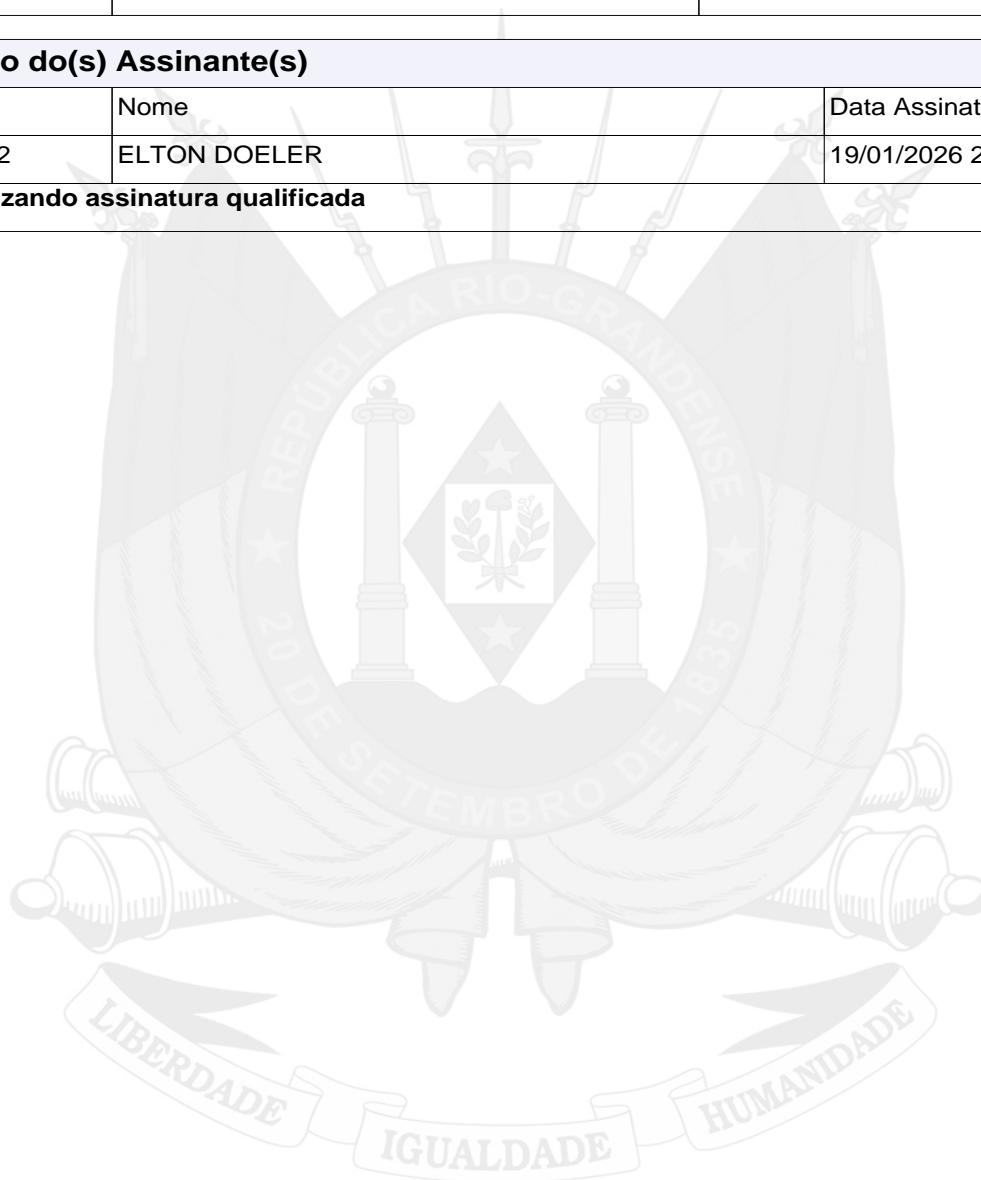 o do(s) Assinante(s)
Nome Data Assinat
2 ELTON DOELER 19/01/2026 2
zando assinatura qualificada
REPÚBLICA RIO-GRANDENSE
20 DE SETEMBRO DE 1835
LIBERDADE IGUALDADE HUMANIDADE